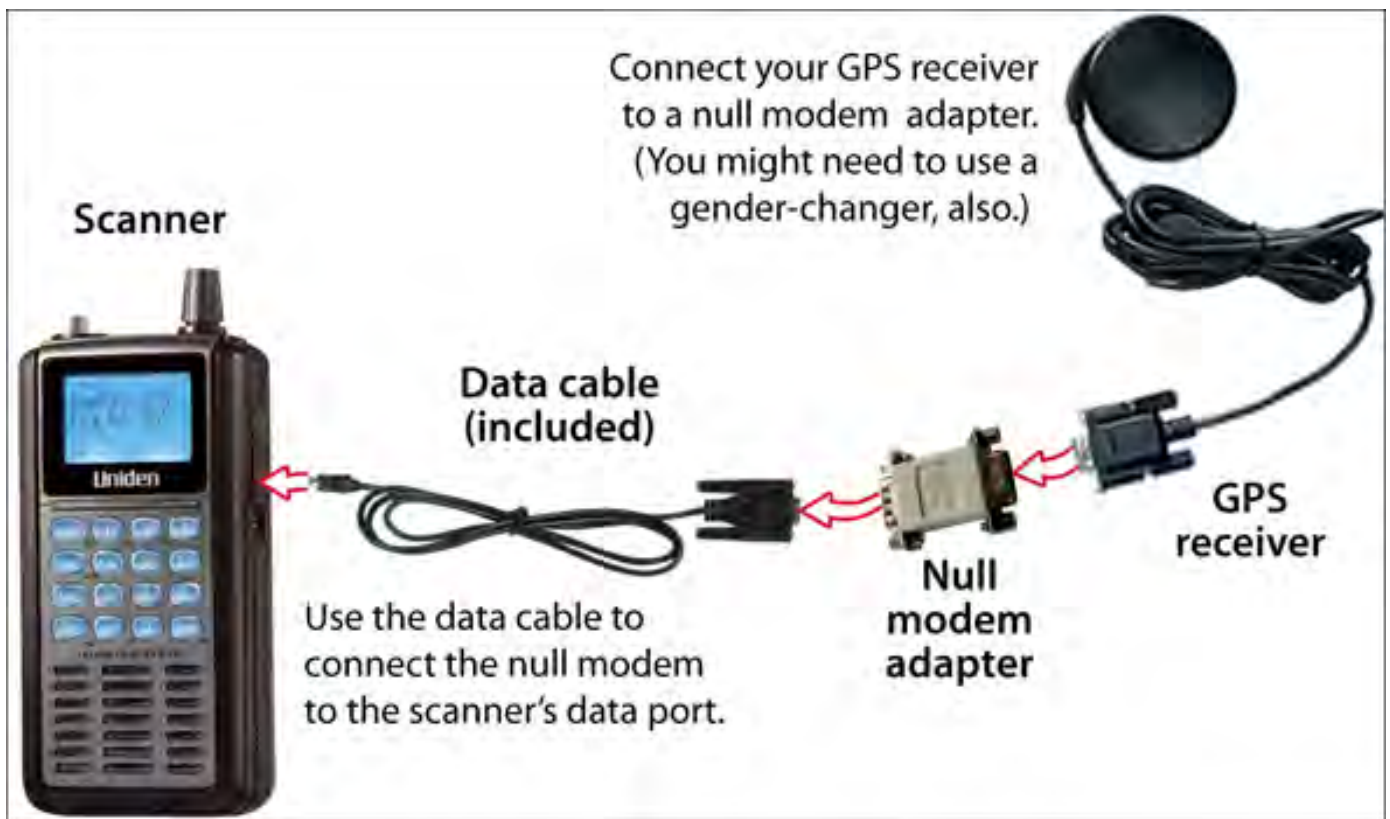 Connect your GPS receiver
to a null modem adapter.
(You might need to use a
gender-changer, also.)
Scanner
Uniden
Data cable
(included)
Use the data cable to
connect the null modem
to the scanner's data port.
Null
modem
adapter
GPS
receiver